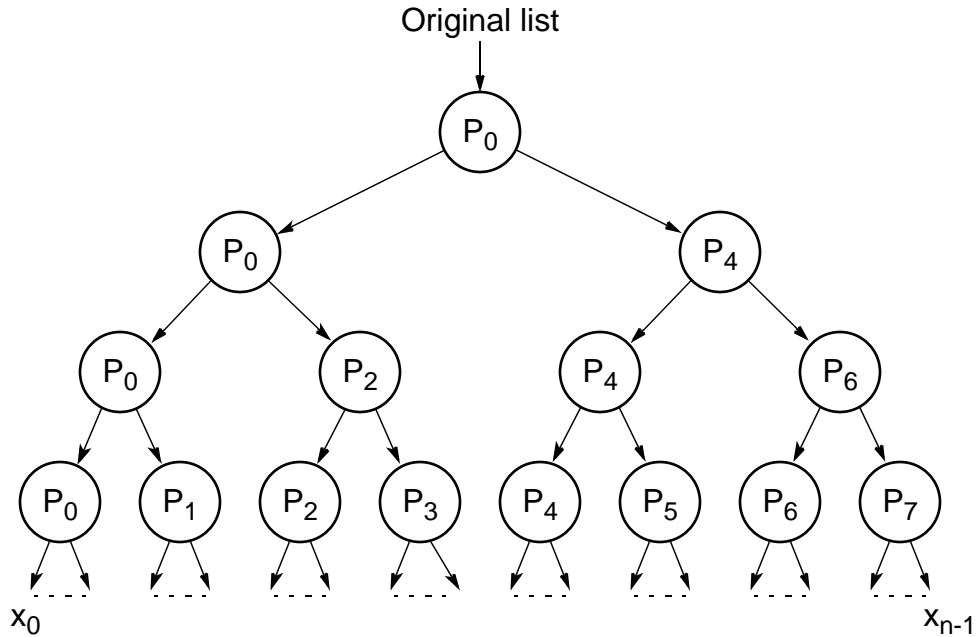 Original list
P0
P0 P4
P0 P2 P4 P6
P0 P1 P2 P3 P4 P5 P6 P7
x0 xn-1